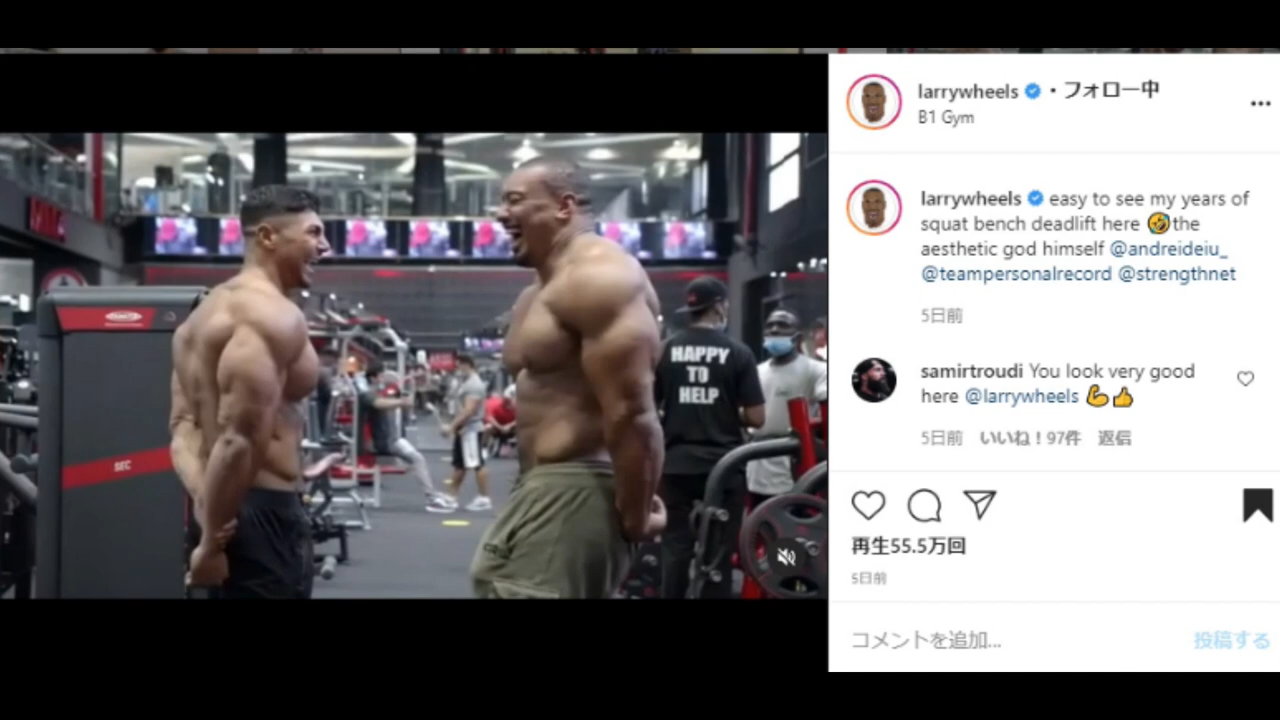 larrywheels • フォロー中
B1 Gym
larrywheels easy to see my years of
squat bench deadlift here 🤣the
aesthetic god himself @andreideiu_
@teampersonalrecord @strengthnet
5日前
samirtroudi You look very good
here @larrywheels 💪👍
5日前 いいね！97件 返信
再生55.5万回
5日前
コメントを追加... 投稿する
HAPPY
TO
HELP
SEC